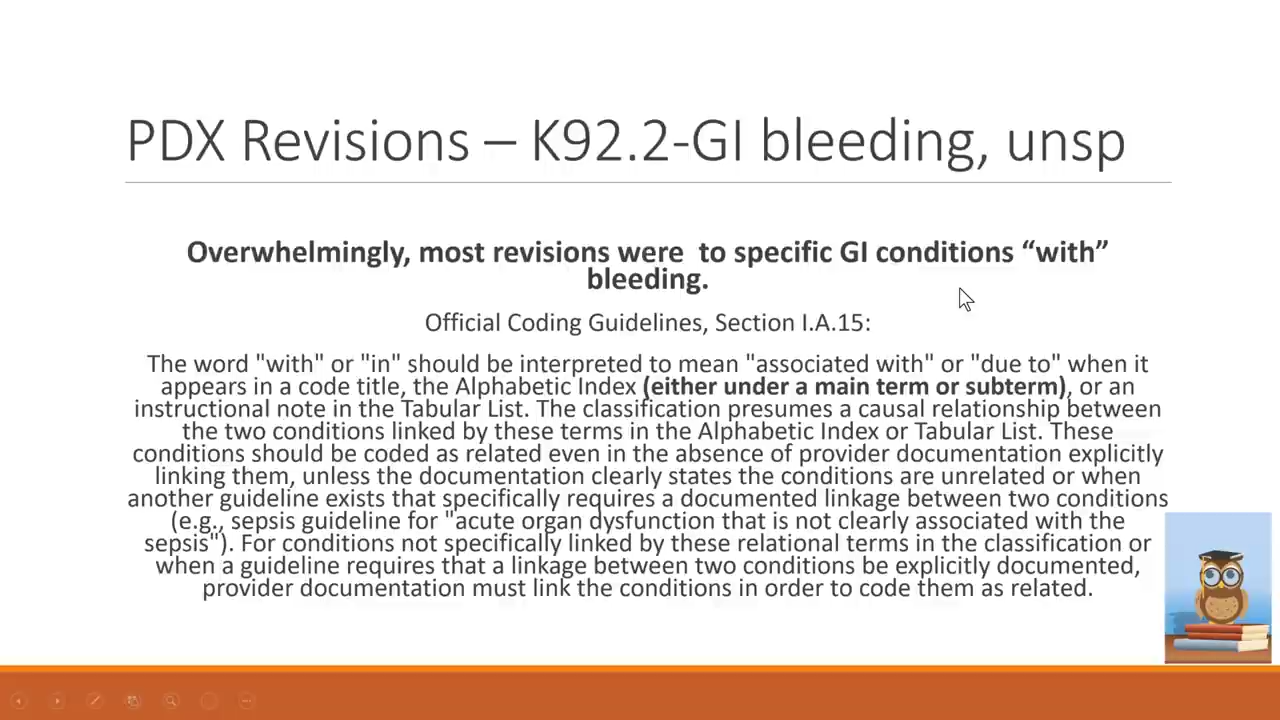 PDX Revisions – K92.2-GI bleeding, unsp
Overwhelmingly, most revisions were  to specific GI conditions “with”
bleeding.
Official Coding Guidelines, Section I.A.15:
The word "with" or "in" should be interpreted to mean "associated with" or "due to" when it
appears in a code title, the Alphabetic Index (either under a main term or subterm), or an
instructional note in the Tabular List. The classification presumes a causal relationship between
the two conditions linked by these terms in the Alphabetic Index or Tabular List. These
conditions should be coded as related even in the absence of provider documentation explicitly
linking them, unless the documentation clearly states the conditions are unrelated or when
another guideline exists that specifically requires a documented linkage between two conditions
(e.g., sepsis guideline for "acute organ dysfunction that is not clearly associated with the
sepsis"). For conditions not specifically linked by these relational terms in the classification or
when a guideline requires that a linkage between two conditions be explicitly documented,
provider documentation must link the conditions in order to code them as related.